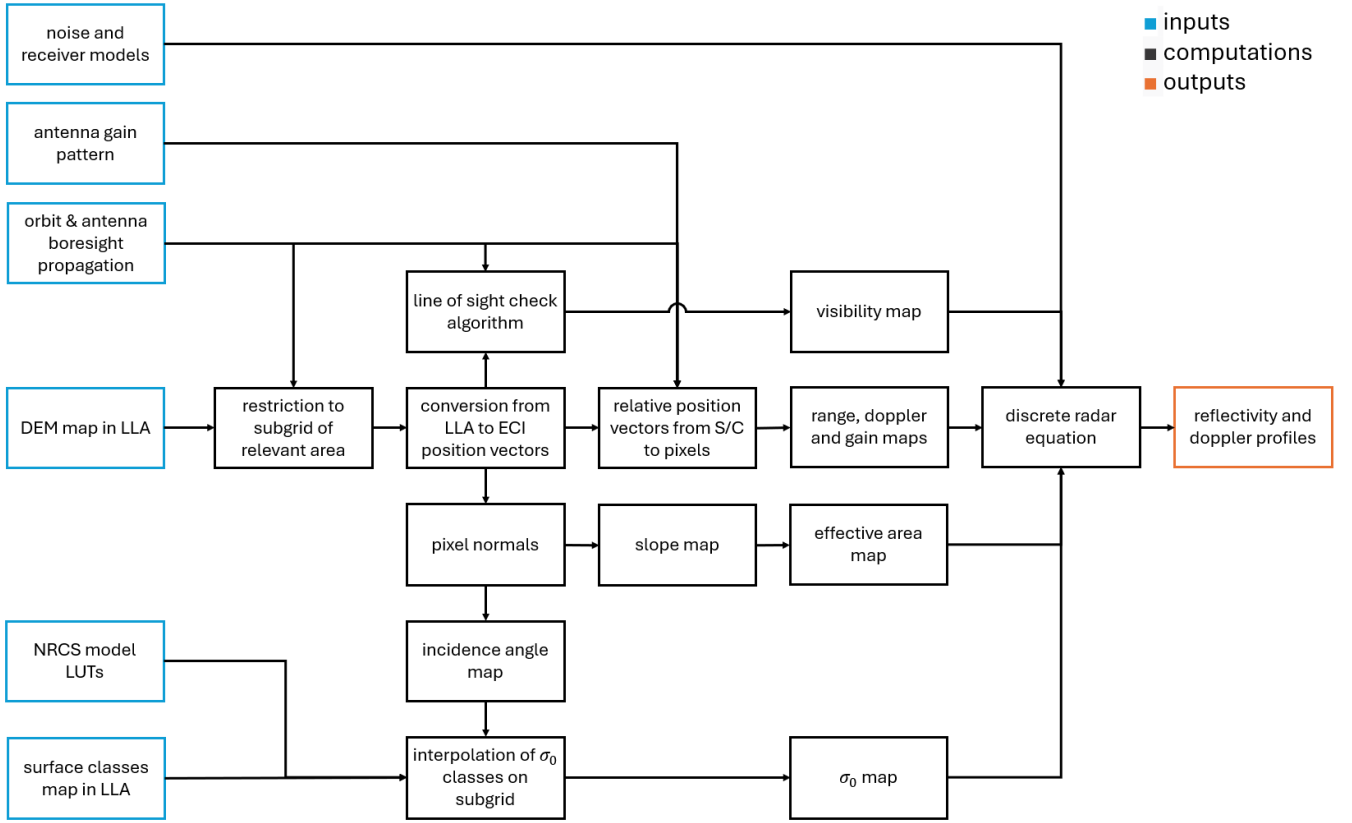 noise and
receiver models
inputs
computations
outputs
antenna gain
pattern
orbit & antenna
boresight
propagation
line of sight check
algorithm
visibility map
DEM map in LLA
restriction to
subgrid of
relevant area
conversion from
LLA to ECI
position vectors
relative position
vectors from S/C
to pixels
range, doppler
and gain maps
discrete radar
equation
reflectivity and
doppler profiles
pixel normals
slope map
effective area
map
NRCS model
LUTs
incidence angle
map
surface classes
map in LLA
interpolation of σ₀
classes on
subgrid
σ₀ map